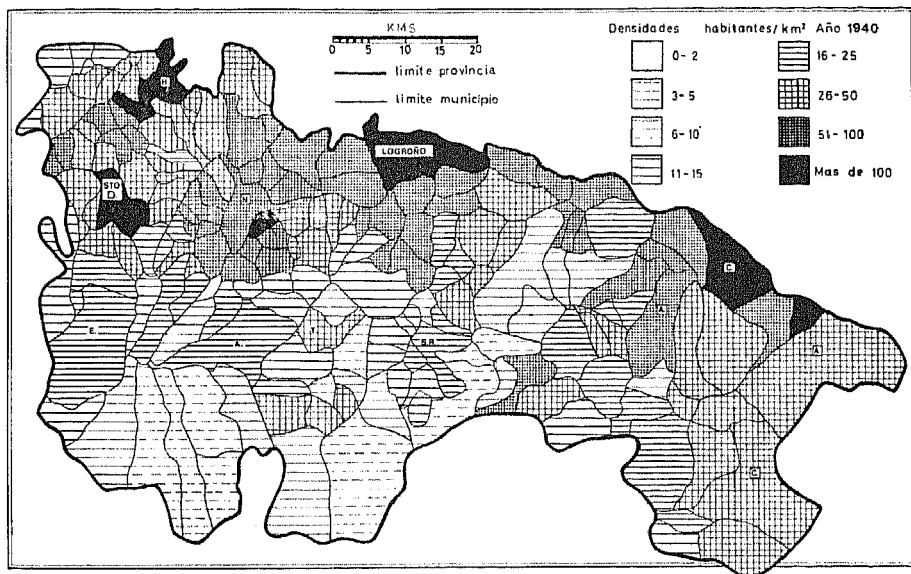 KMS
0 5 10 15 20
límite provincia
límite municipio
Densidades habitantes/km² Año 1940
0-2
3-5
6-10
11-15
16-25
26-50
51-100
Mas de 100
H.
LOGROÑO
STO
D.
N
C.
A.
E.
A.
T.
S.R.
A
C.